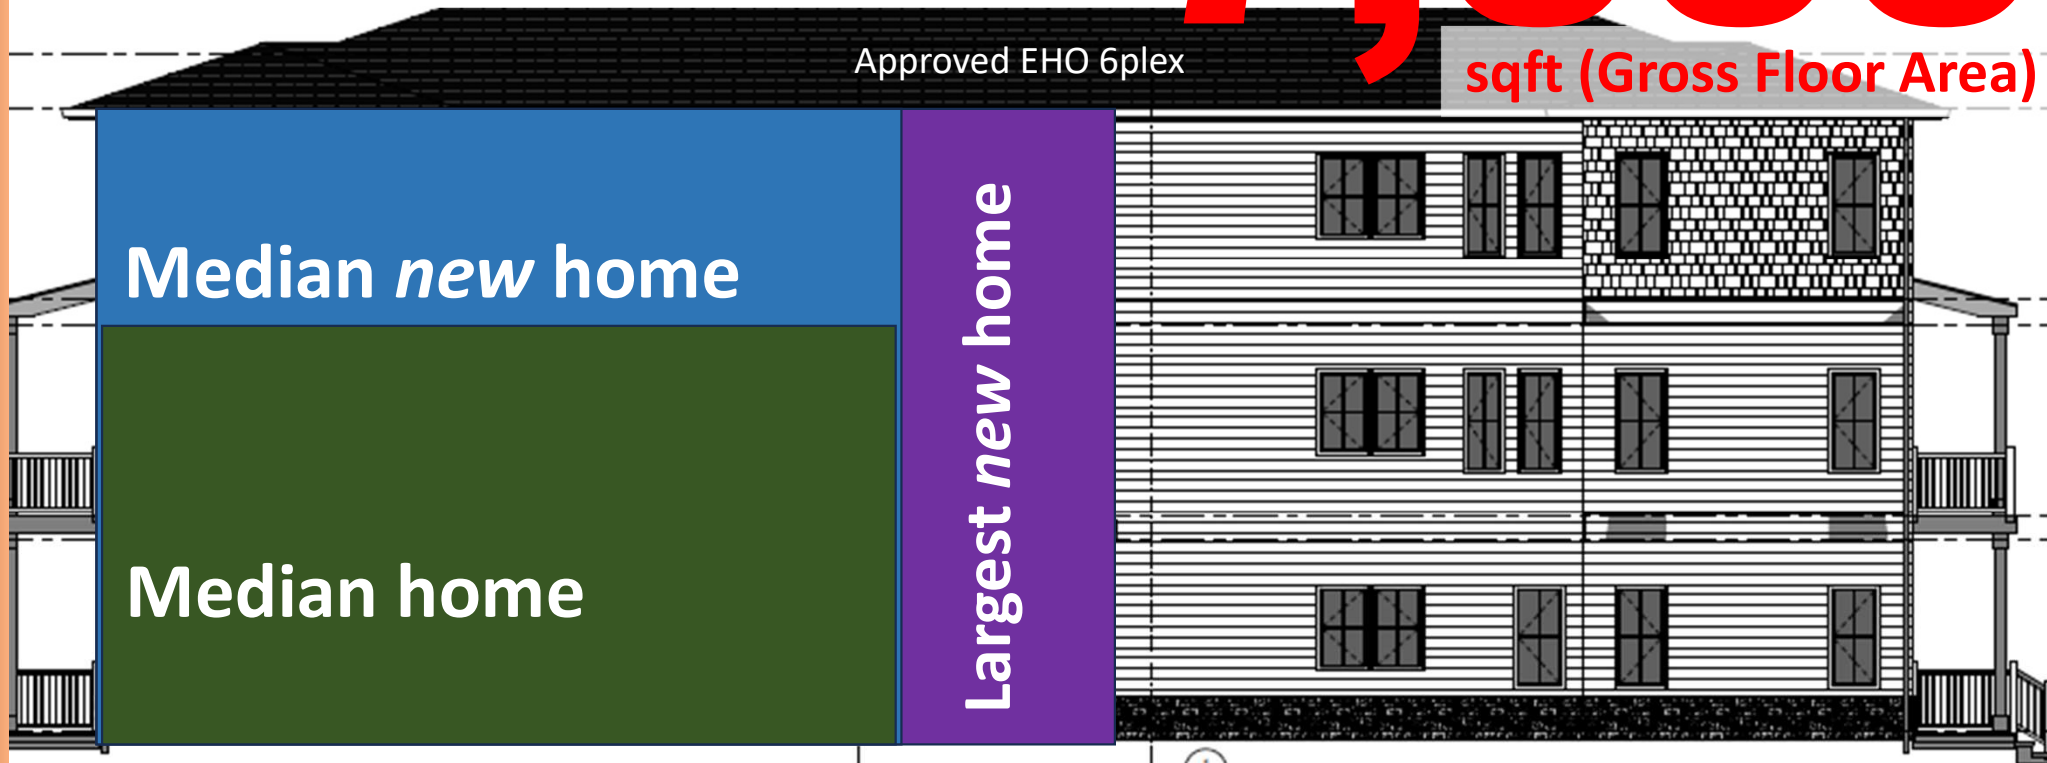 Approved EHO 6plex
sqft (Gross Floor Area)
Median new home
Largest new home
Median home